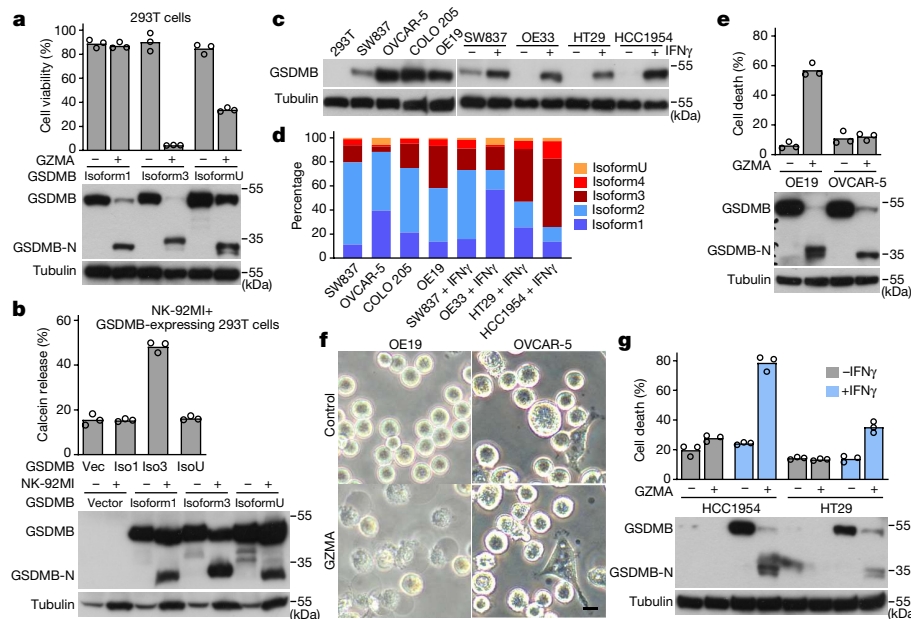 a
293T cells
Cell viability (%)
100
80
60
40
20
0
GZMA – + – + – +
GSDMB Isoform1 Isoform3 IsoformU
GSDMB
GSDMB-N
Tubulin
–55
–35
–55
(kDa)
b
NK-92MI+
GSDMB-expressing 293T cells
Calcein release (%)
60
40
20
0
GSDMB Vec Iso1 Iso3 IsoU
NK-92MI – + – + – + – +
GSDMB Vector Isoform1 Isoform3 IsoformU
GSDMB
GSDMB-N
Tubulin
–55
–35
–55
(kDa)
c
293T SW837 OVCAR-5 COLO 205 OE19
SW837 OE33 HT29 HCC1954
– + – + – + – + IFNγ
GSDMB
Tubulin
–55
–55
(kDa)
d
Percentage
100
80
60
40
20
0
IsoformU
Isoform4
Isoform3
Isoform2
Isoform1
SW837
OVCAR-5
COLO 205
OE19
SW837 + IFNγ
OE33 + IFNγ
HT29 + IFNγ
HCC1954 + IFNγ
e
Cell death (%)
80
60
40
20
0
GZMA – + – +
OE19 OVCAR-5
GSDMB
GSDMB-N
Tubulin
–55
–35
–55
(kDa)
f
OE19 OVCAR-5
Control
GZMA
g
–IFNγ
+IFNγ
Cell death (%)
80
60
40
20
0
GZMA – + – + – + – +
HCC1954 HT29
GSDMB
GSDMB-N
Tubulin
–55
–35
–55
(kDa)